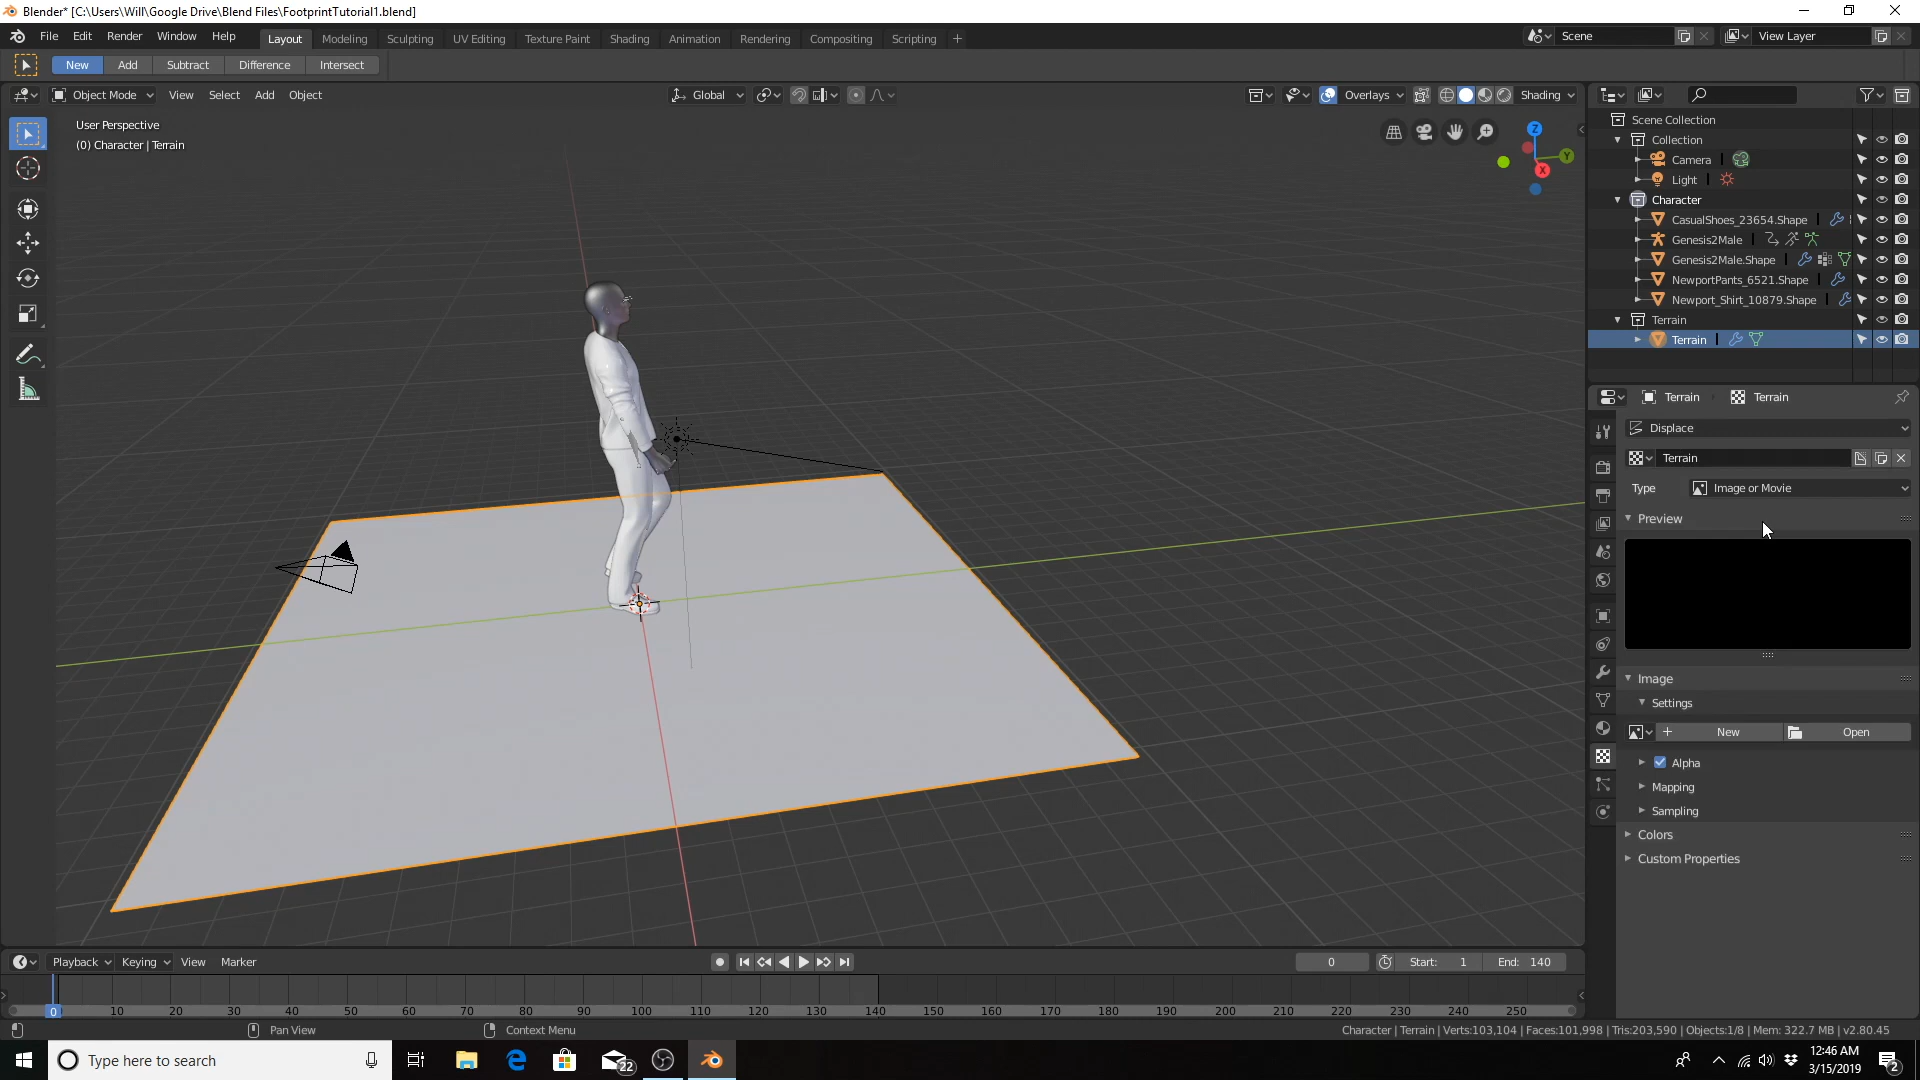 Blender* [C:\Users\Will\Google Drive\Blend Files\FootprintTutorial1.blend]
File Edit Render Window Help Layout Modeling Sculpting UV Editing Texture Paint Shading Animation Rendering Compositing Scripting + Scene View Layer
New Add Subtract Difference Intersect
Object Mode View Select Add Object Global Overlays Shading
User Perspective
(0) Character | Terrain
Z
Y
X
Scene Collection
Collection
Camera
Light
Character
CasualShoes_23654.Shape
Genesis2Male
Genesis2Male.Shape
NewportPants_6521.Shape
Newport_Shirt_10879.Shape
Terrain
Terrain
Terrain Terrain
Displace
Terrain
Type Image or Movie
Preview
Image
Settings
+ New Open
Alpha
Mapping
Sampling
Colors
Custom Properties
Playback Keying View Marker 0 Start: 1 End: 140
0 10 20 30 40 50 60 70 80 90 100 110 120 130 140 150 160 170 180 190 200 210 220 230 240 250
Pan View Context Menu Character | Terrain | Verts:103,104 | Faces:101,998 | Tris:203,590 | Objects:1/8 | Mem: 322.7 MB | v2.80.45
Type here to search 22 12:46 AM
3/15/2019 2